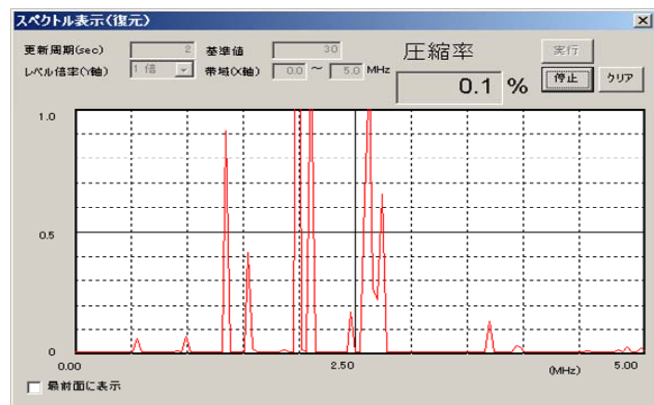 スペクトル表示(復元)
更新周期(sec) 2 基準値 30 圧縮率 実行
レベル倍率(Y軸) 1 倍 帯域(X軸) 0.0 ~ 5.0 MHz 0.1 % 停止 クリア
1.0
0.5
0
0.00 2.50 (MHz) 5.00
最前面に表示